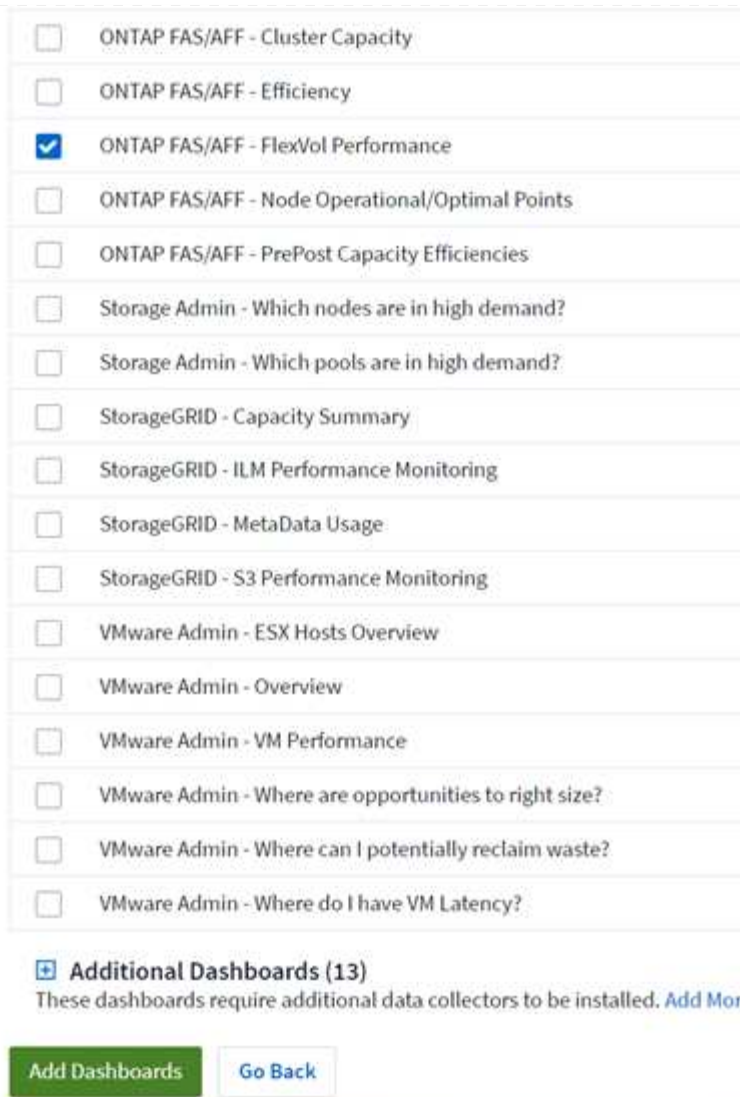 ONTAP FAS/AFF - Cluster Capacity
ONTAP FAS/AFF - Efficiency
ONTAP FAS/AFF - FlexVol Performance
ONTAP FAS/AFF - Node Operational/Optimal Points
ONTAP FAS/AFF - PrePost Capacity Efficiencies
Storage Admin - Which nodes are in high demand?
Storage Admin - Which pools are in high demand?
StorageGRID - Capacity Summary
StorageGRID - ILM Performance Monitoring
StorageGRID - MetaData Usage
StorageGRID - S3 Performance Monitoring
VMware Admin - ESX Hosts Overview
VMware Admin - Overview
VMware Admin - VM Performance
VMware Admin - Where are opportunities to right size?
VMware Admin - Where can I potentially reclaim waste?
VMware Admin - Where do I have VM Latency?
Additional Dashboards (13)
These dashboards require additional data collectors to be installed. Add Mor
Add Dashboards
Go Back